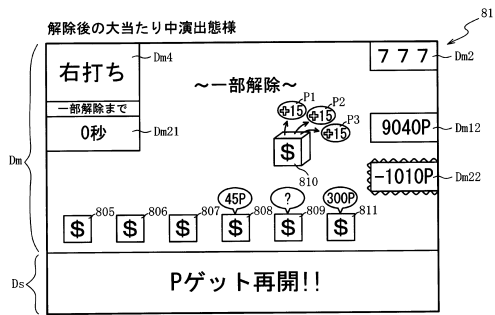 解除後の大当たり中演出態様
81
右打ち
Dm4
7 7 7
Dm2
〜一部解除〜
P1
P2
P3
+15
+15
+15
一部解除まで
0秒
Dm21
$
810
9040P
Dm12
-1010P
Dm22
Dm
45P
?
300P
$ 805
$ 806
$ 807
$ 808
$ 809
$ 811
Ds
Pゲット再開!!